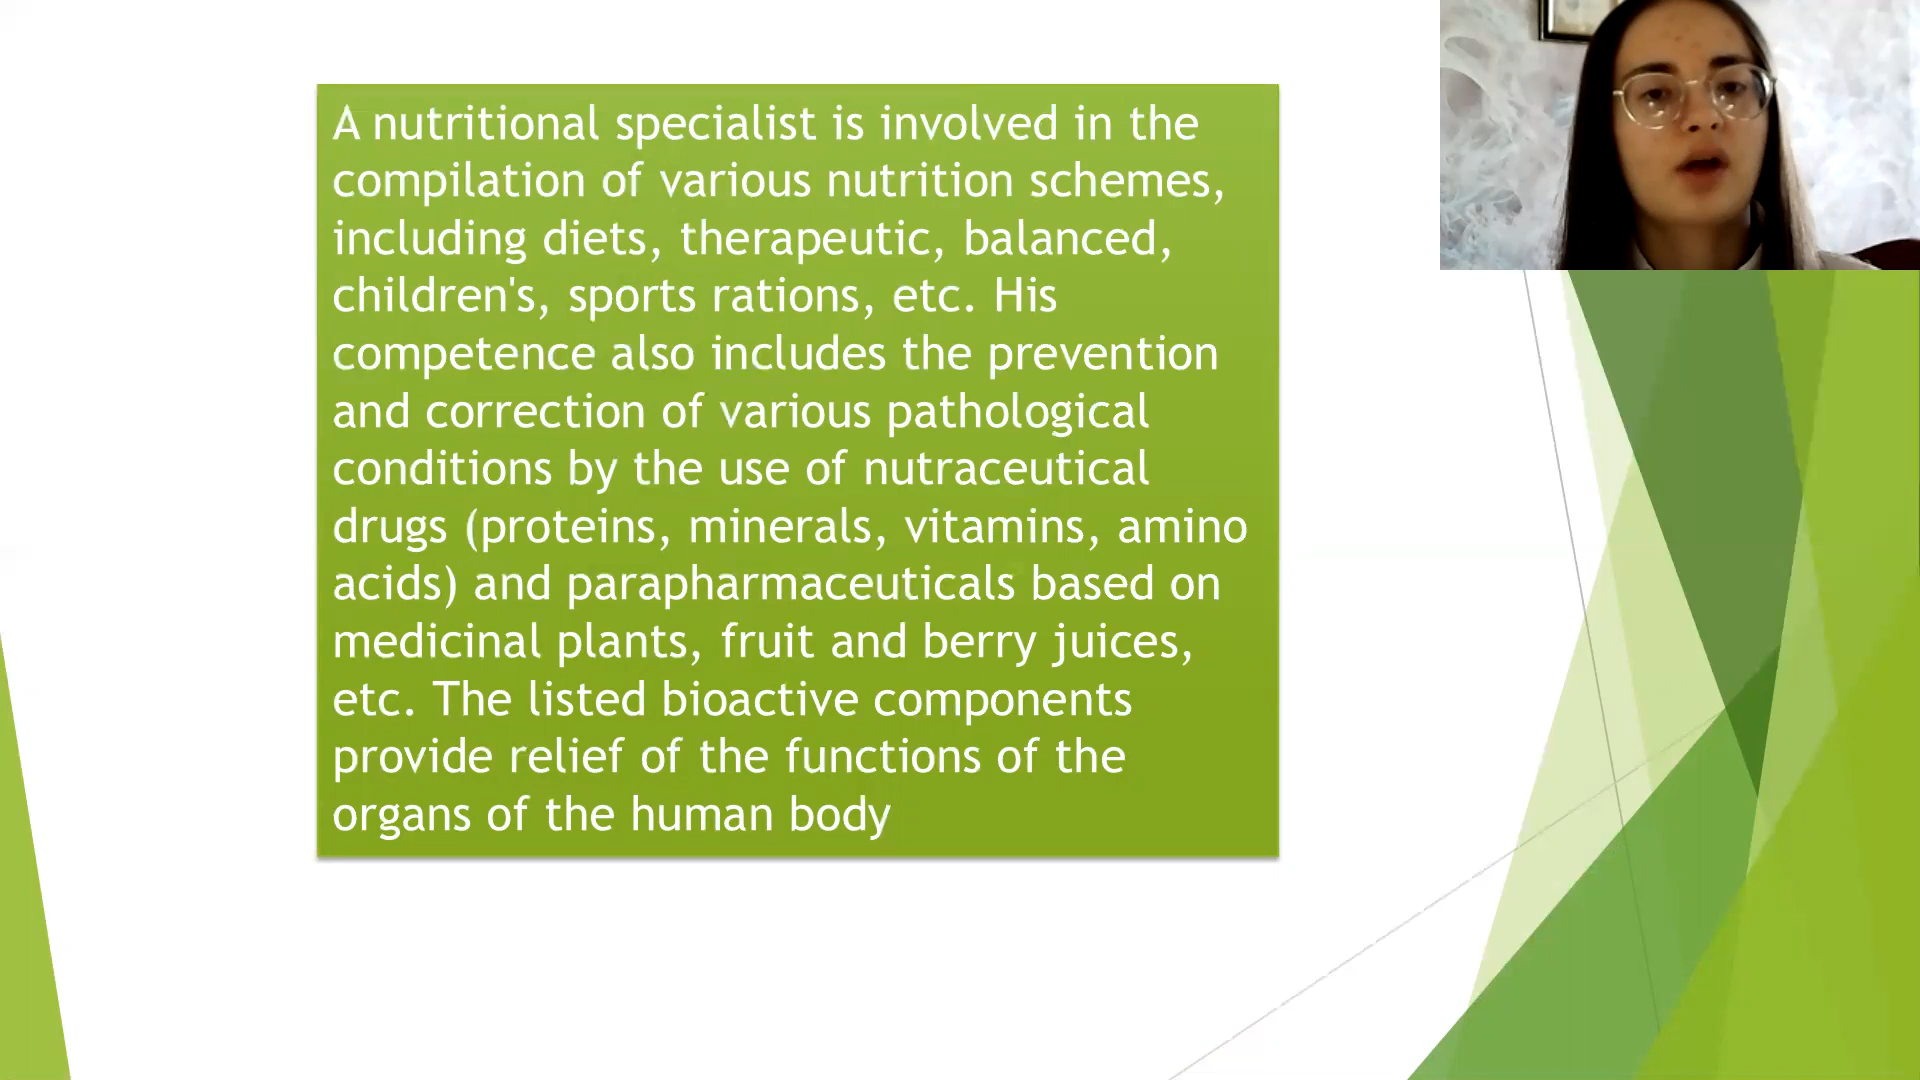 A nutritional specialist is involved in the
compilation of various nutrition schemes,
including diets, therapeutic, balanced,
children's, sports rations, etc. His
competence also includes the prevention
and correction of various pathological
conditions by the use of nutraceutical
drugs (proteins, minerals, vitamins, amino
acids) and parapharmaceuticals based on
medicinal plants, fruit and berry juices,
etc. The listed bioactive components
provide relief of the functions of the
organs of the human body